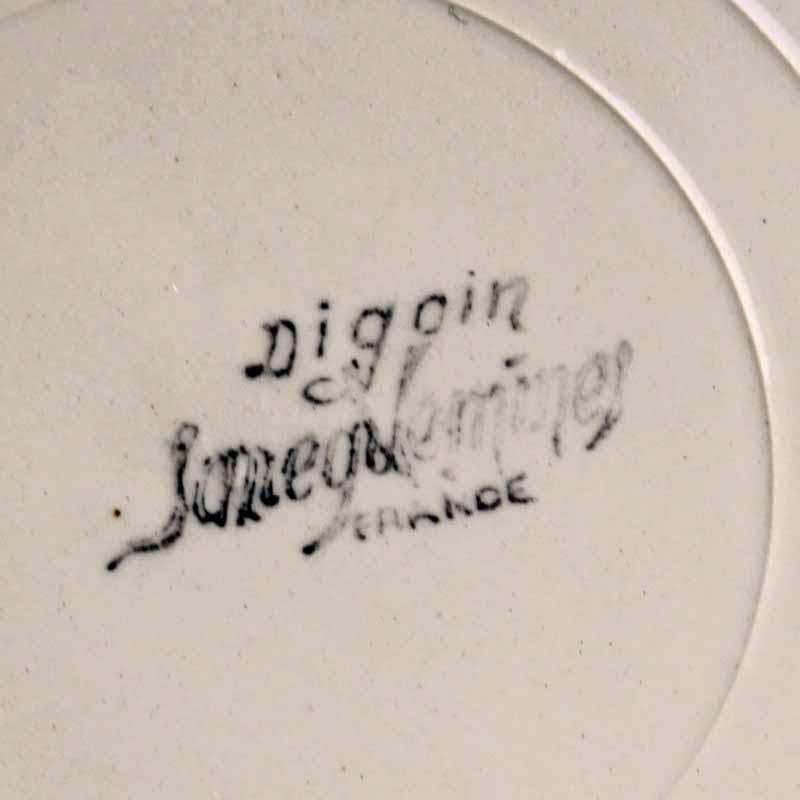 Digoin
&
Sarreguemines
FRANCE